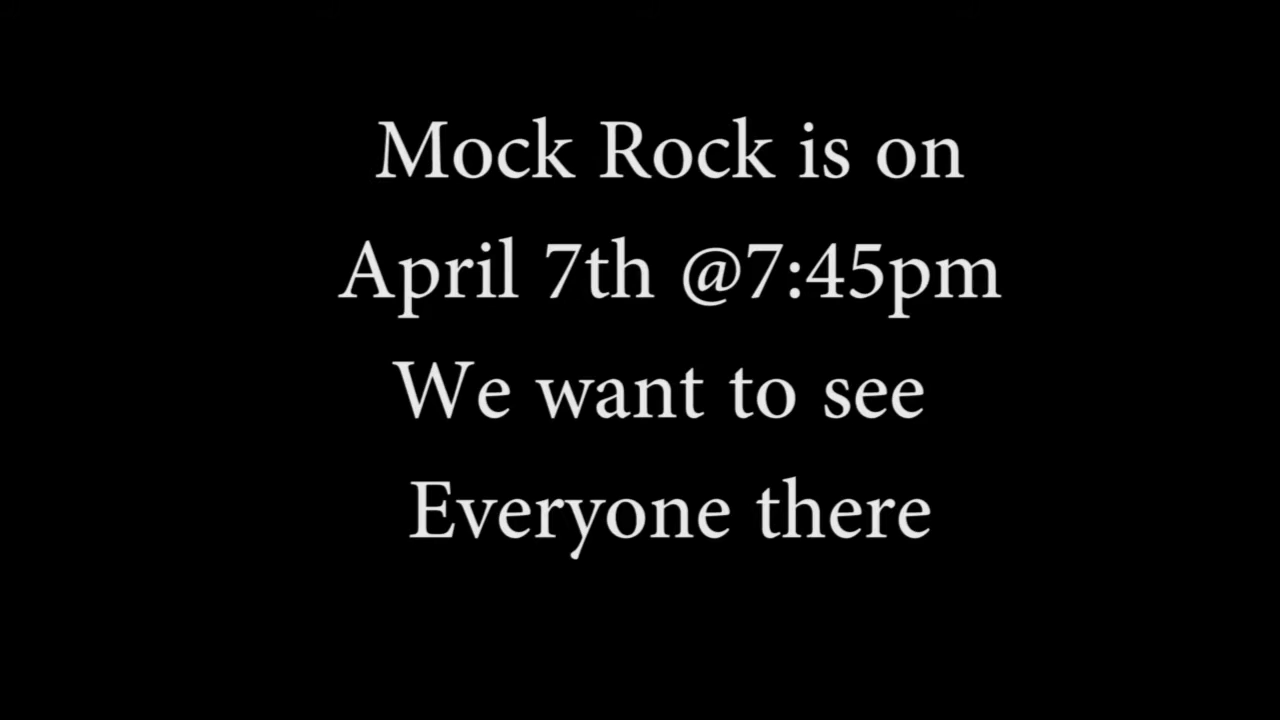 Mock Rock is on
April 7th @7:45pm
We want to see
Everyone there